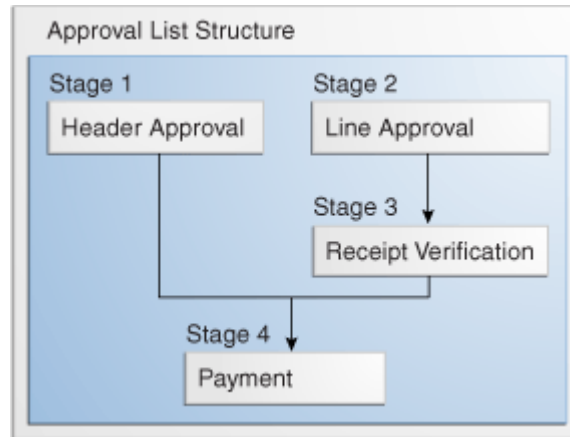 Approval List Structure
Stage 1
Header Approval
Stage 2
Line Approval
Stage 3
Receipt Verification
Stage 4
Payment